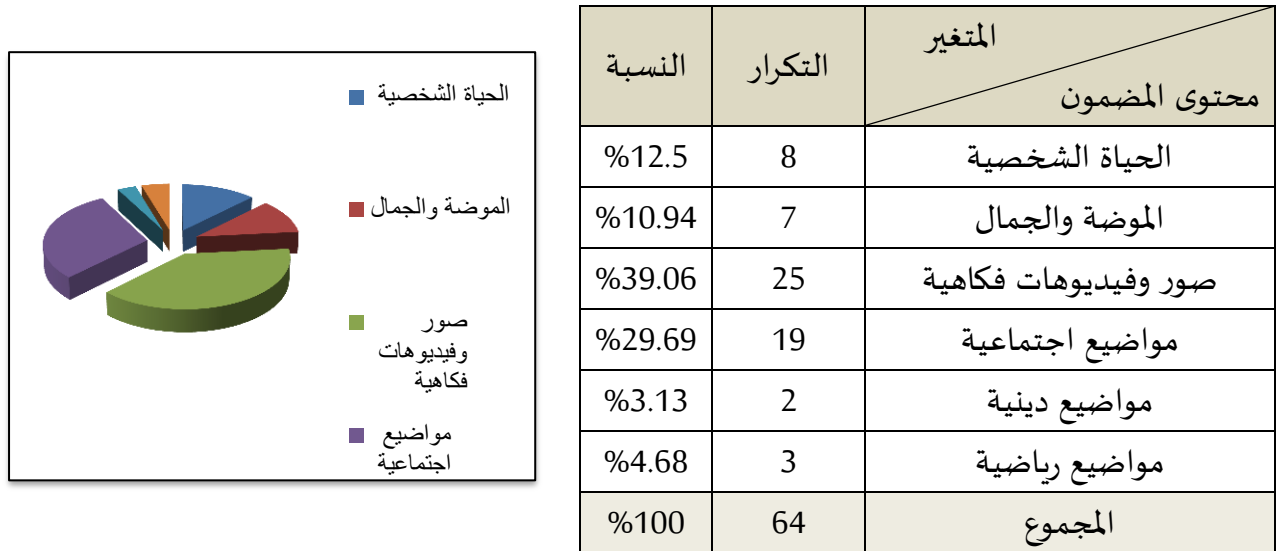 المتغير
محتوى المضمون
التكرار
النسبة
الحياة الشخصية
8
%12.5
الموضة والجمال
7
%10.94
صور وفيديوهات فكاهية
25
%39.06
مواضيع اجتماعية
19
%29.69
مواضيع دينية
2
%3.13
مواضيع رياضية
3
%4.68
المجموع
64
%100
الحياة الشخصية
الموضة والجمال
صور
وفيديوهات
فكاهية
مواضيع
اجتماعية